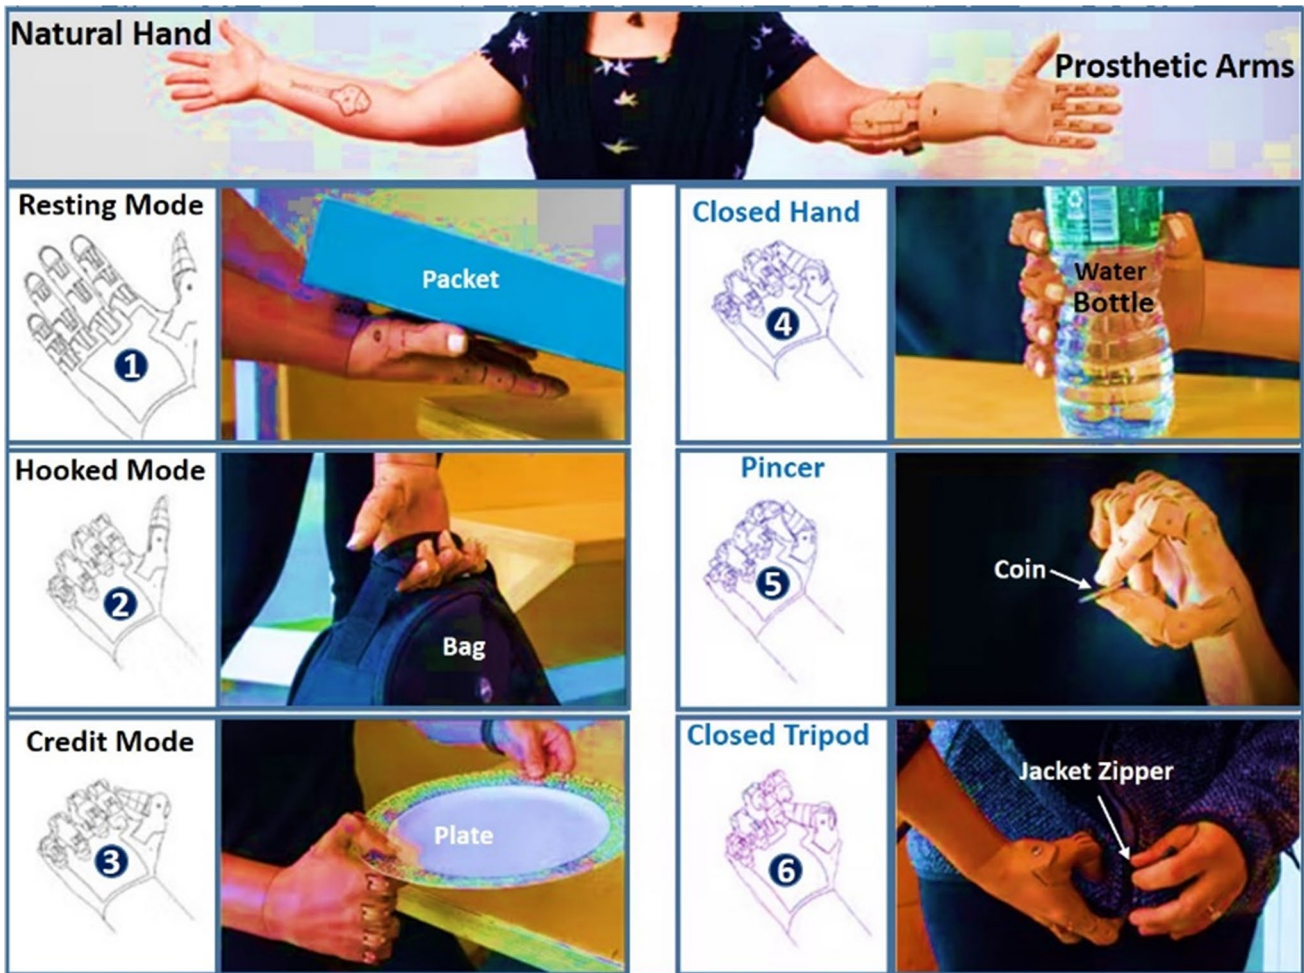 Natural Hand
Prosthetic Arms
Resting Mode
1
Packet
Closed Hand
4
Water
Bottle
Hooked Mode
2
Bag
Pincer
5
Coin
Credit Mode
3
Plate
Closed Tripod
6
Jacket Zipper